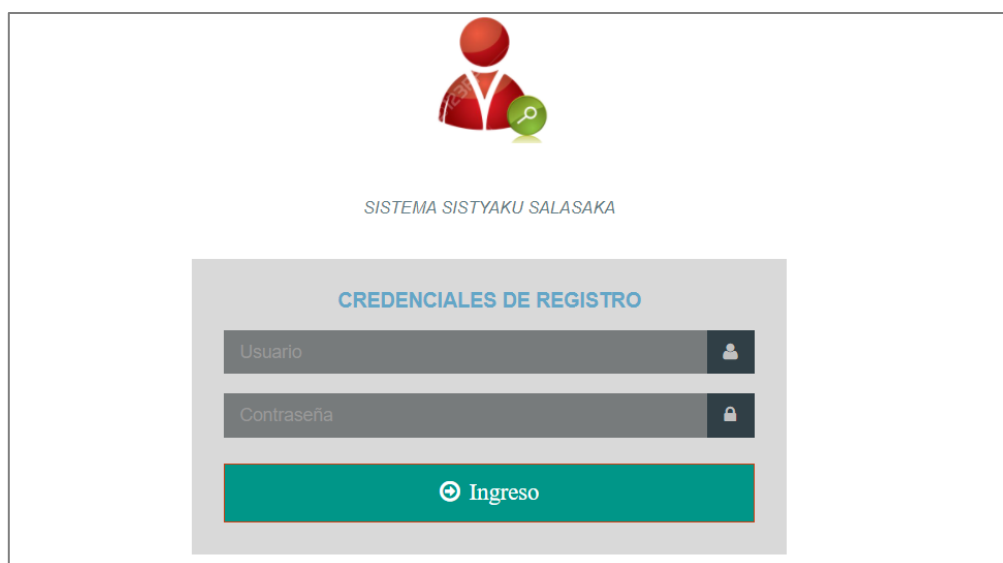 SISTEMA SISTYAKU SALASAKA
CREDENCIALES DE REGISTRO
Usuario
Contraseña
Ingreso